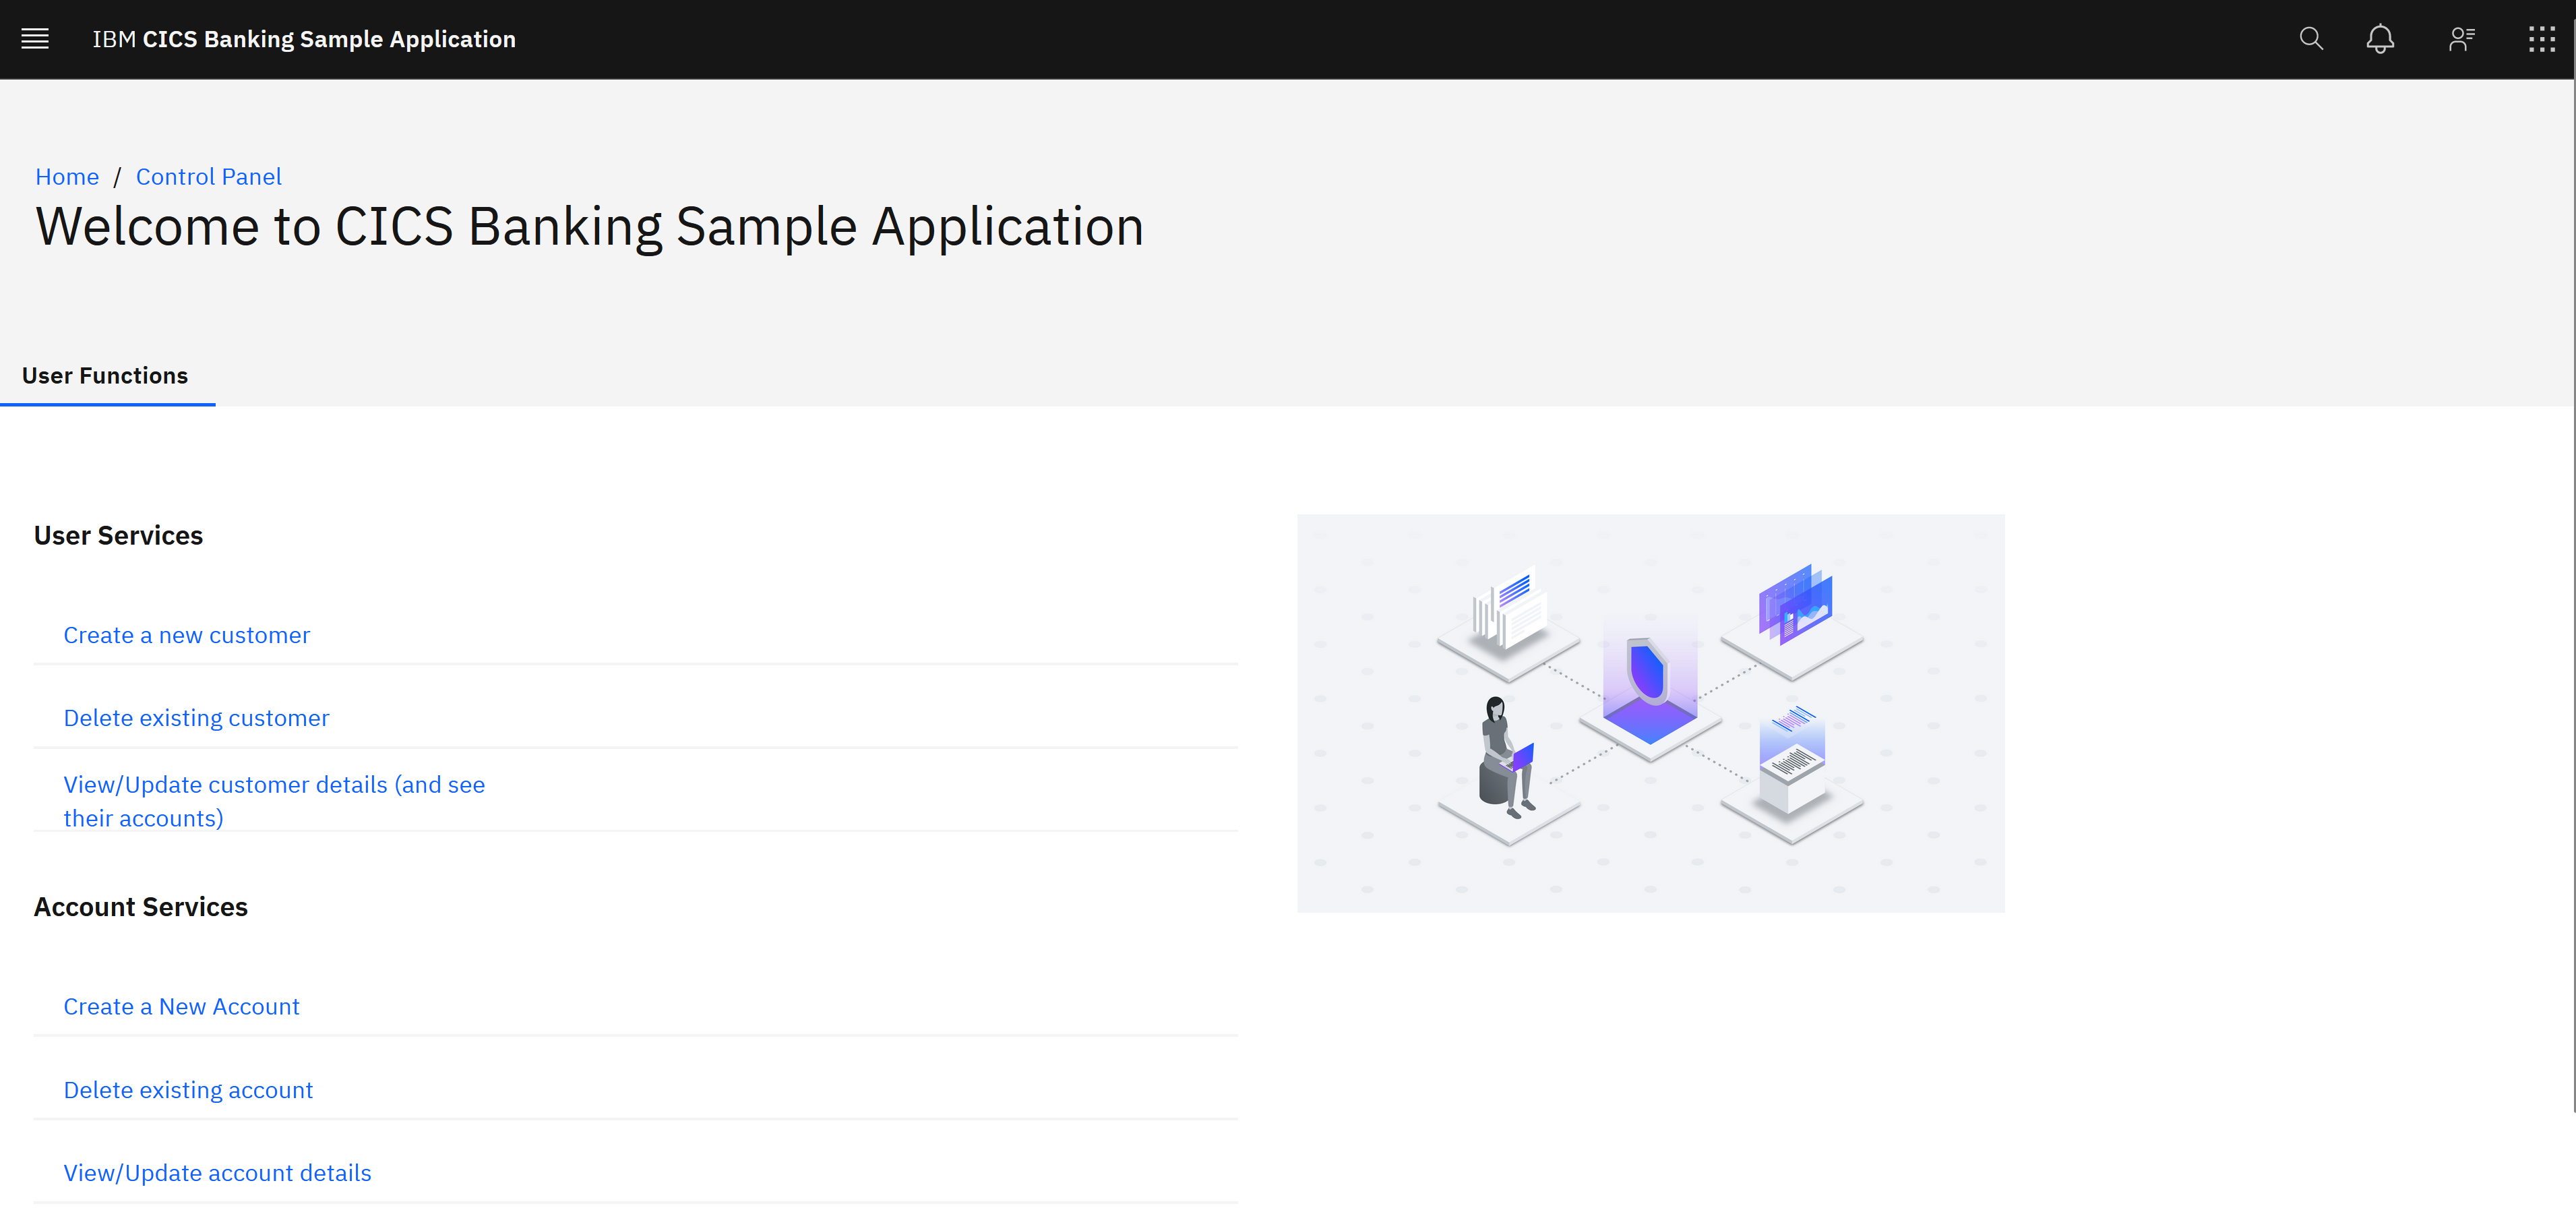 IBM CICS Banking Sample Application
Home / Control Panel
Welcome to CICS Banking Sample Application
User Functions
User Services
Create a new customer
Delete existing customer
View/Update customer details (and see
their accounts)
Account Services
Create a New Account
Delete existing account
View/Update account details